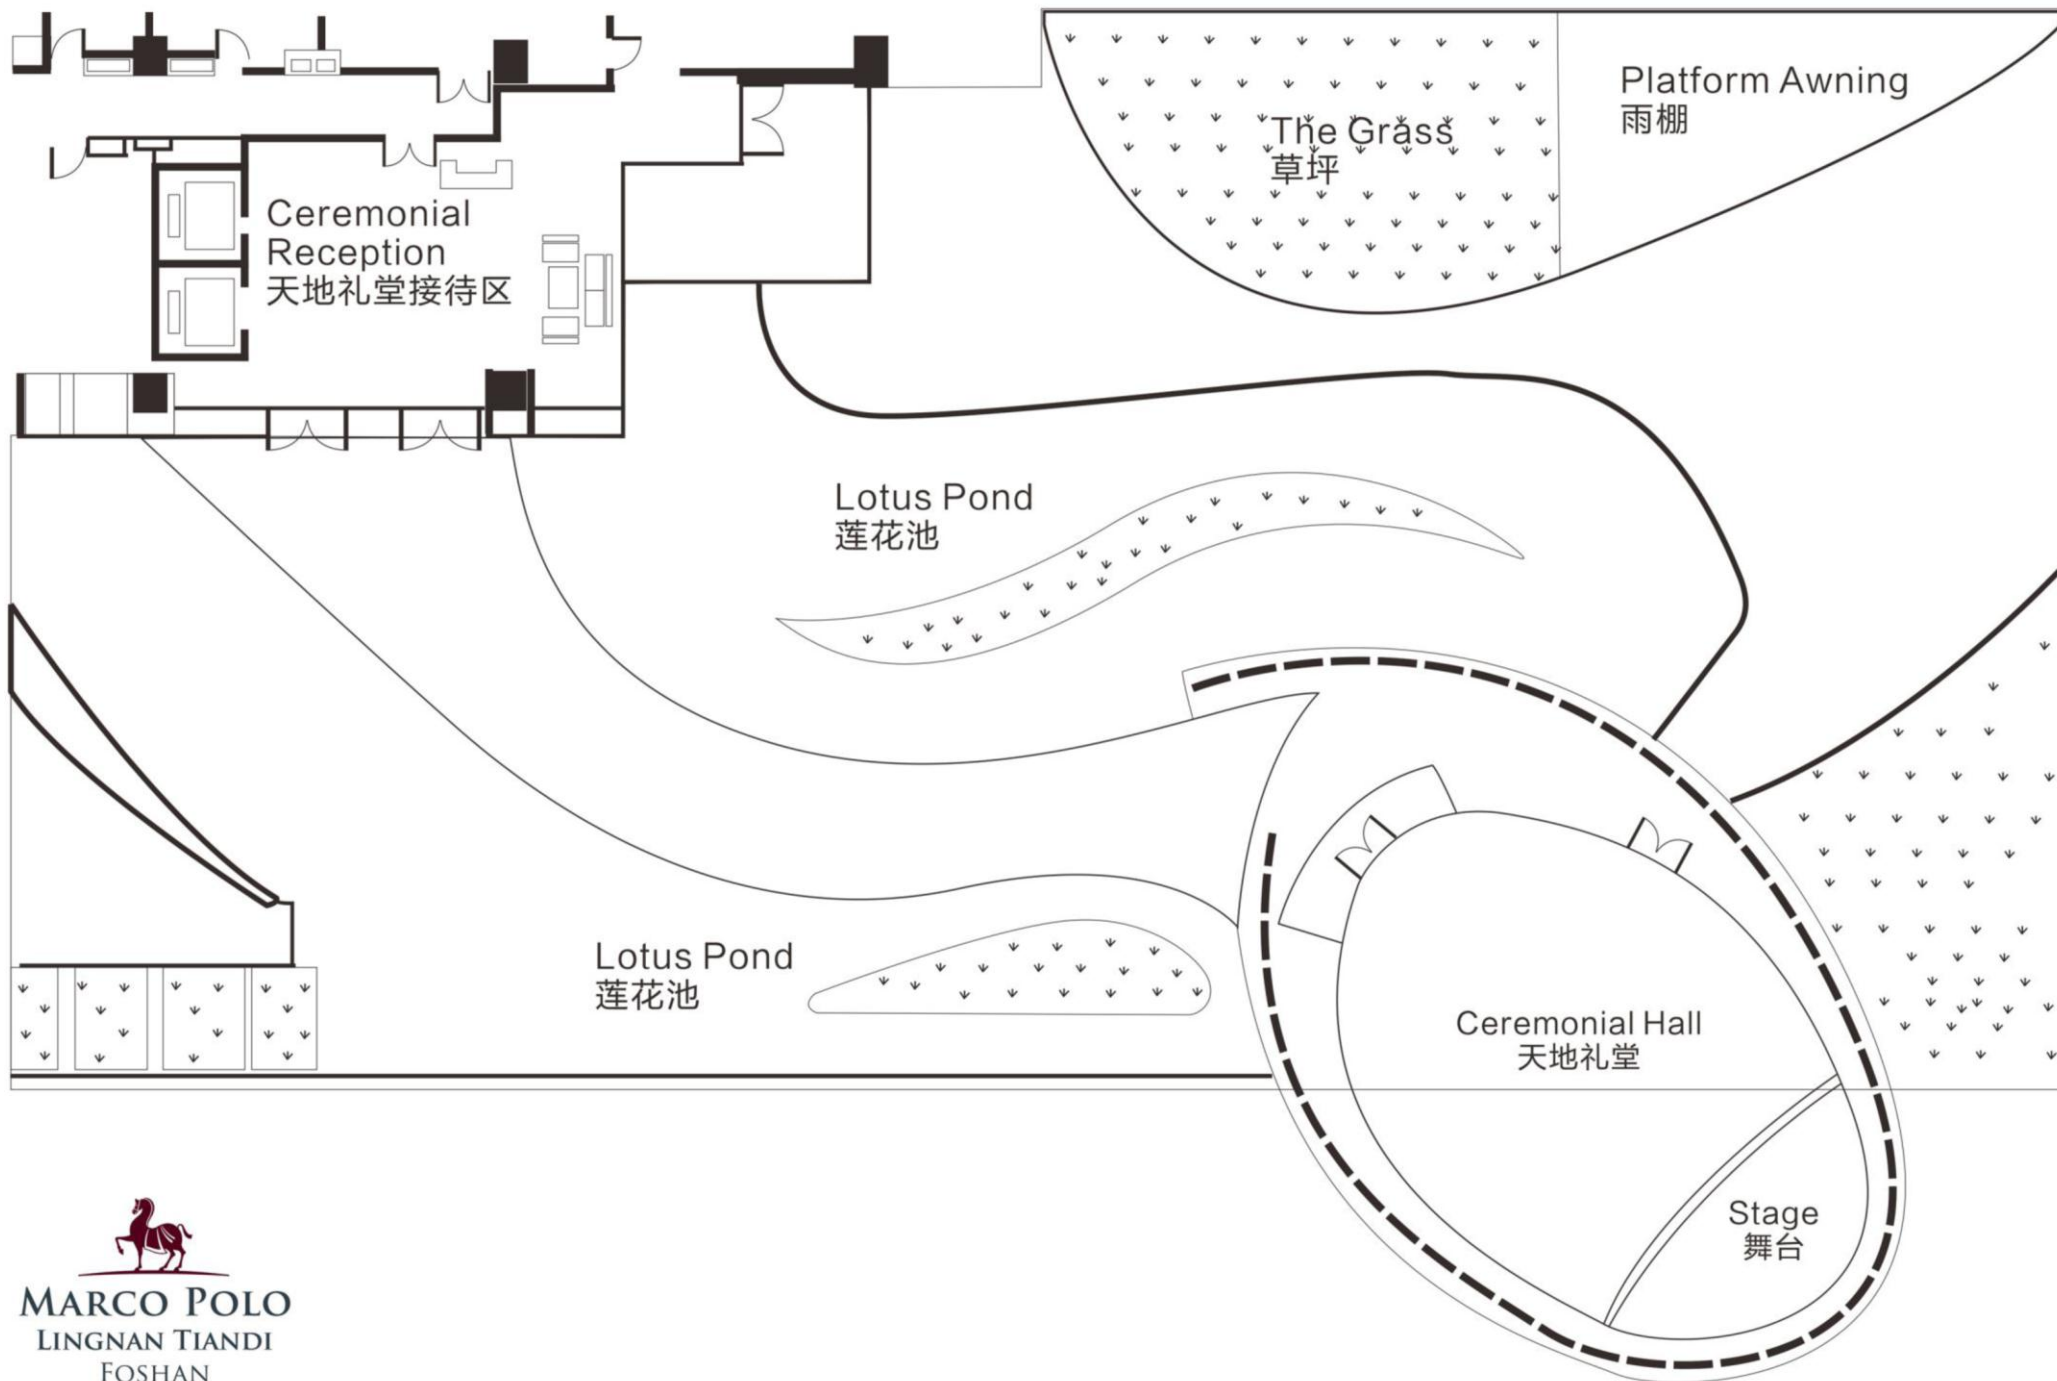 Platform Awning
雨棚
The Grass
草坪
Ceremonial
Reception
天地礼堂接待区
Lotus Pond
莲花池
Lotus Pond
莲花池
Ceremonial Hall
天地礼堂
Stage
舞台
MARCO POLO
LINGNAN TIANDI
FOSHAN